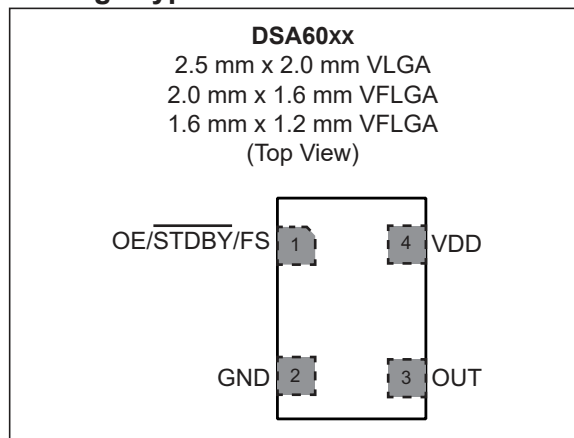 DSA60xx
2.5 mm x 2.0 mm VLGA
2.0 mm x 1.6 mm VFLGA
1.6 mm x 1.2 mm VFLGA
(Top View)
OE/STDBY/FS 1 4 VDD
GND 2 3 OUT